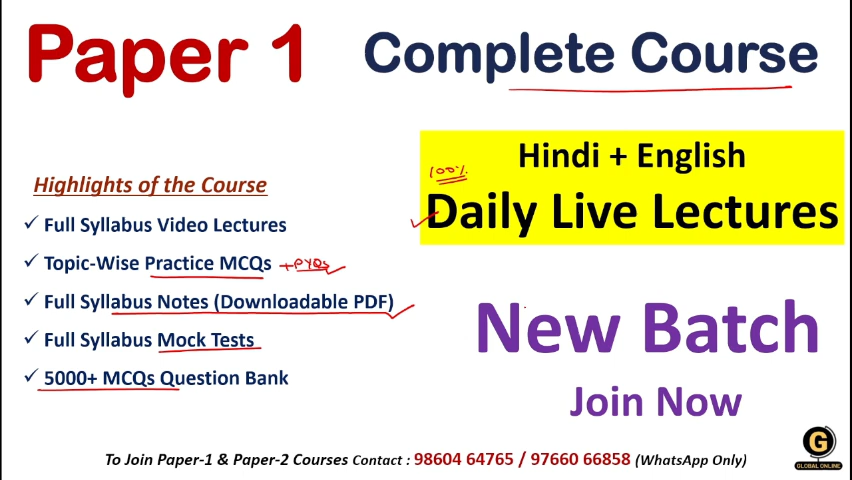 Paper 1
Complete Course
Highlights of the Course
✓ Full Syllabus Video Lectures
✓ Topic-Wise Practice MCQs +PYQs
✓ Full Syllabus Notes (Downloadable PDF)
✓ Full Syllabus Mock Tests
✓ 5000+ MCQs Question Bank
Hindi + English
100%
Daily Live Lectures
New Batch
Join Now
To Join Paper-1 & Paper-2 Courses Contact : 98604 64765 / 97660 66858 (WhatsApp Only)
G
GLOBAL ONLINE